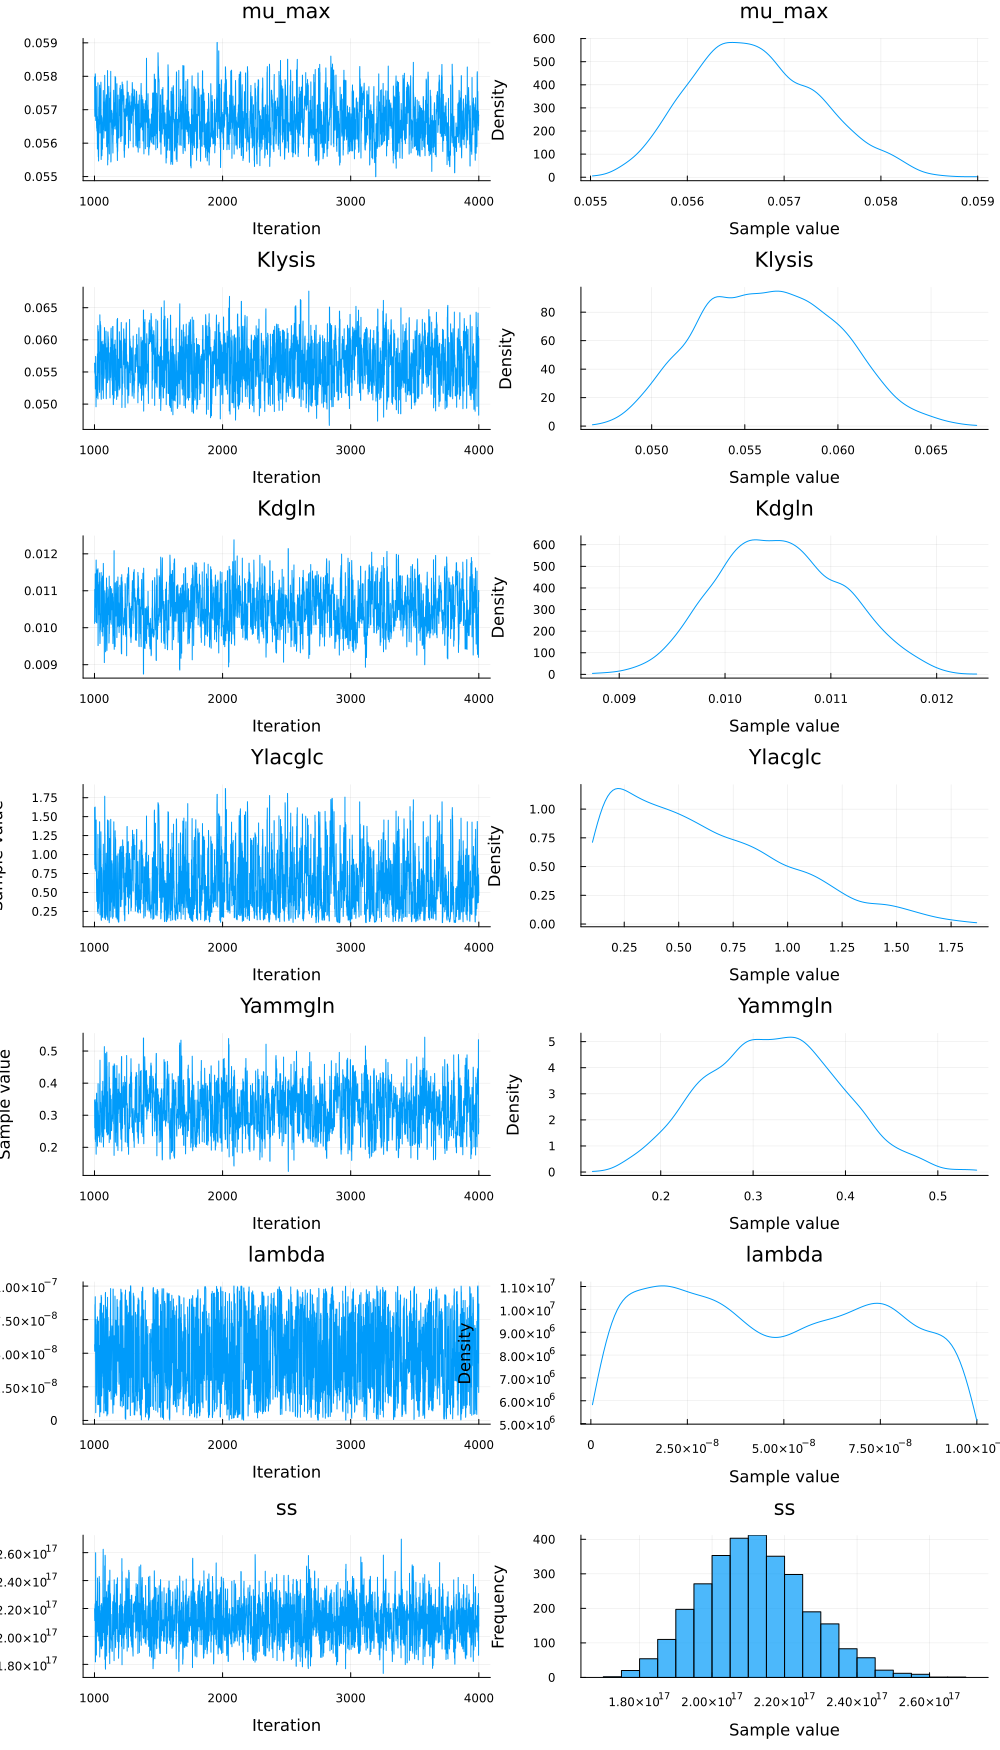 mu_max mu_max
0.059
0.058
0.057
0.056
0.055
1000 2000 3000 4000
Iteration
Density
600
500
400
300
200
100
0
0.055 0.056 0.057 0.058 0.059
Sample value
Klysis Klysis
0.065
0.060
0.055
0.050
1000 2000 3000 4000
Iteration
Density
80
60
40
20
0
0.050 0.055 0.060 0.065
Sample value
Kdgln Kdgln
0.012
0.011
0.010
0.009
1000 2000 3000 4000
Iteration
Density
600
500
400
300
200
100
0
0.009 0.010 0.011 0.012
Sample value
Ylacglc Ylacglc
Sample value
1.75
1.50
1.25
1.00
0.75
0.50
0.25
1000 2000 3000 4000
Iteration
Density
1.00
0.75
0.50
0.25
0.00
0.25 0.50 0.75 1.00 1.25 1.50 1.75
Sample value
Yammgln Yammgln
Sample value
0.5
0.4
0.3
0.2
1000 2000 3000 4000
Iteration
Density
5
4
3
2
1
0
0.2 0.3 0.4 0.5
Sample value
lambda lambda
.00×10⁻⁷
.50×10⁻⁸
.00×10⁻⁸
.50×10⁻⁸
0
1000 2000 3000 4000
Iteration
Density
1.10×10⁷
1.00×10⁷
9.00×10⁶
8.00×10⁶
7.00×10⁶
6.00×10⁶
5.00×10⁶
0 2.50×10⁻⁸ 5.00×10⁻⁸ 7.50×10⁻⁸ 1.00×10⁻
Sample value
ss ss
2.60×10¹⁷
2.40×10¹⁷
2.20×10¹⁷
2.00×10¹⁷
1.80×10¹⁷
1000 2000 3000 4000
Iteration
Frequency
400
300
200
100
0
1.80×10¹⁷ 2.00×10¹⁷ 2.20×10¹⁷ 2.40×10¹⁷ 2.60×10¹⁷
Sample value